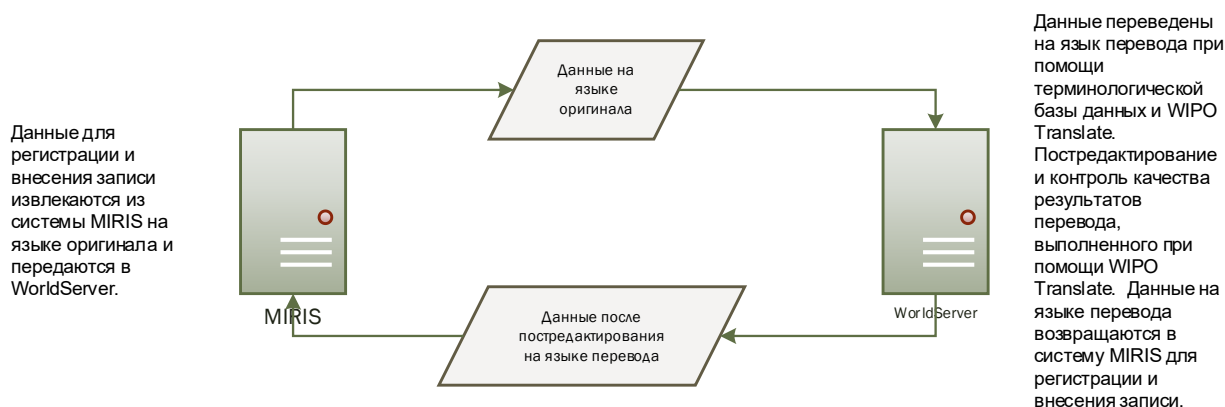 Данные для
регистрации и
внесения записи
извлекаются из
системы MIRIS на
языке оригинала и
передаются в
WorldServer.
MIRIS
Данные на
языке
оригинала
Данные после
постредактирования
на языке перевода
WorldServer
Данные переведены
на язык перевода при
помощи
терминологической
базы данных и WIPO
Translate.
Постредактирование
и контроль качества
результатов
перевода,
выполненного при
помощи WIPO
Translate.  Данные на
языке перевода
возвращаются в
систему MIRIS для
регистрации и
внесения записи.